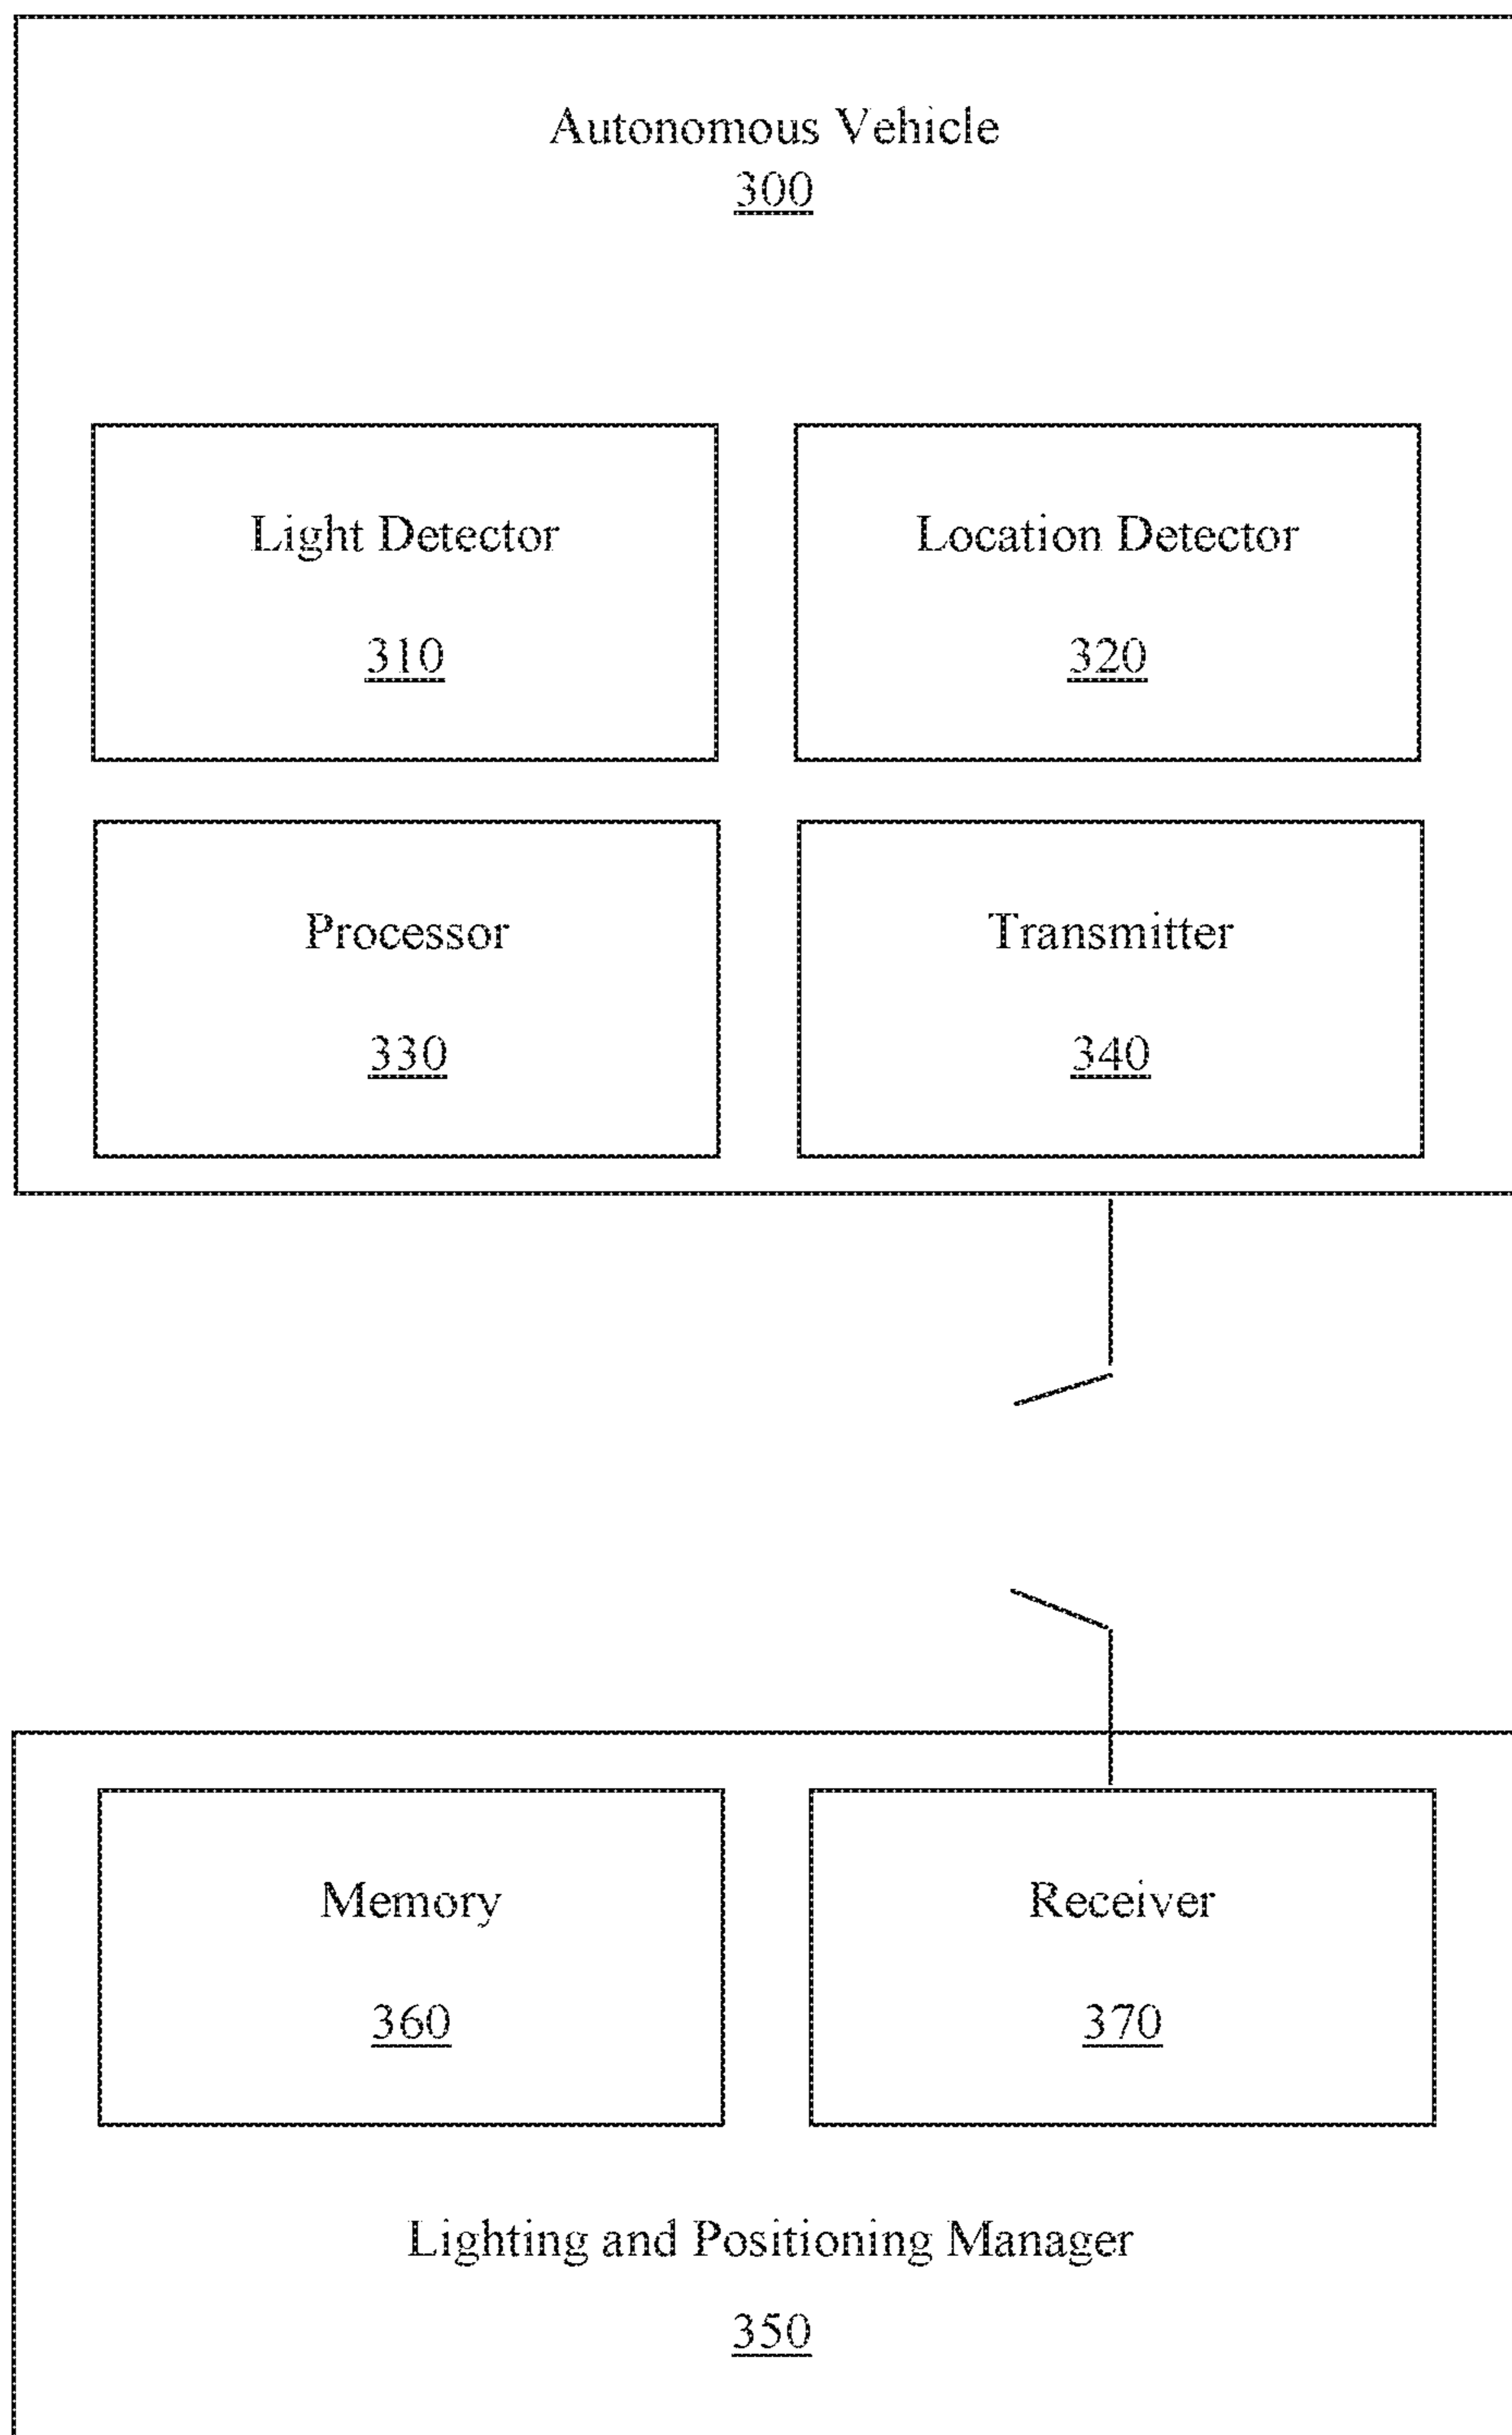 Autonomous Vehicle
300
Light Detector
310
Location Detector
320
Processor
330
Transmitter
340
Memory
360
Receiver
370
Lighting and Positioning Manager
350